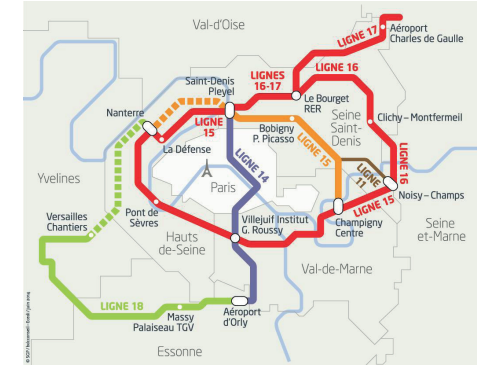 Val-d'Oise
LIGNE 17
Aéroport
Charles de Gaulle
Saint-Denis
Pleyel
LIGNES
16-17
LIGNE 16
Nanterre
LIGNE
15
Le Bourget
RER
Seine
Saint-
Denis
Clichy – Montfermeil
Bobigny
P. Picasso
La Défense
LIGNE 15
LIGNE 14
LIGNE
11
LIGNE 16
Yvelines
Paris
Noisy – Champs
LIGNE 15
Versailles
Chantiers
Pont de
Sèvres
Villejuif Institut
G. Roussy
Champigny
Centre
Seine
et-Marne
Hauts
de-Seine
Val-de-Marne
LIGNE 18
Massy
Palaiseau TGV
Aéroport
d'Orly
Essonne